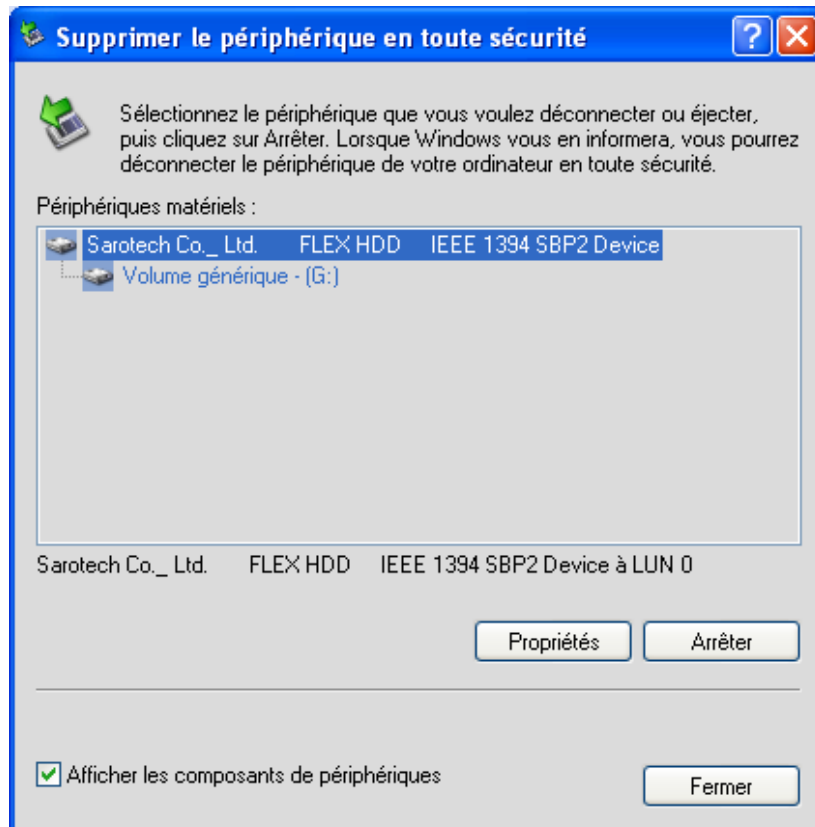 Supprimer le périphérique en toute sécurité
Sélectionnez le périphérique que vous voulez déconnecter ou éjecter,
puis cliquez sur Arrêter. Lorsque Windows vous en informera, vous pourrez
déconnecter le périphérique de votre ordinateur en toute sécurité.
Périphériques matériels :
Sarotech Co._ Ltd. FLEX HDD IEEE 1394 SBP2 Device
Volume générique - (G:)
Sarotech Co._ Ltd. FLEX HDD IEEE 1394 SBP2 Device à LUN 0
Propriétés Arrêter
Afficher les composants de périphériques
Fermer